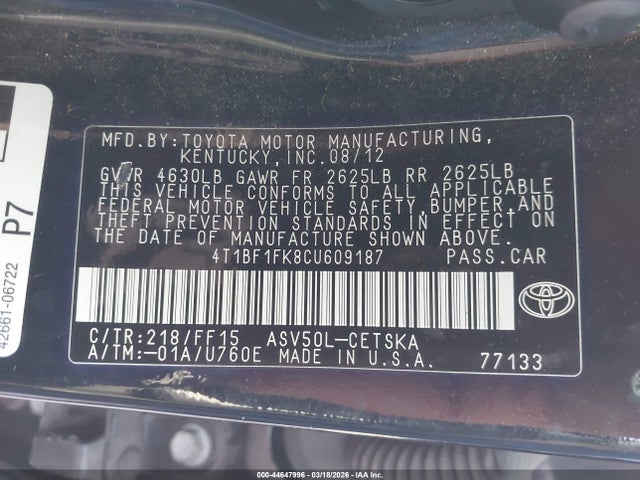 MFD.BY:TOYOTA MOTOR MANUFACTURING,
KENTUCKY,INC.08/12
GVWR 4630LB GAWR FR 2625LB RR 2625LB
THIS VEHICLE CONFORMS TO ALL APPLICABLE
FEDERAL MOTOR VEHICLE SAFETY,BUMPER,AND
THEFT PREVENTION STANDARDS IN EFFECT ON
THE DATE OF MANUFACTURE SHOWN ABOVE.
4T1BF1FK8CU609187 PASS.CAR
C/TR:218/FF15 ASV50L-CETSKA
A/TM:-01A/U760E MADE IN U.S.A. 77133
P7
42661-06722
000-44647996 - 03/18/2026 - IAA Inc.